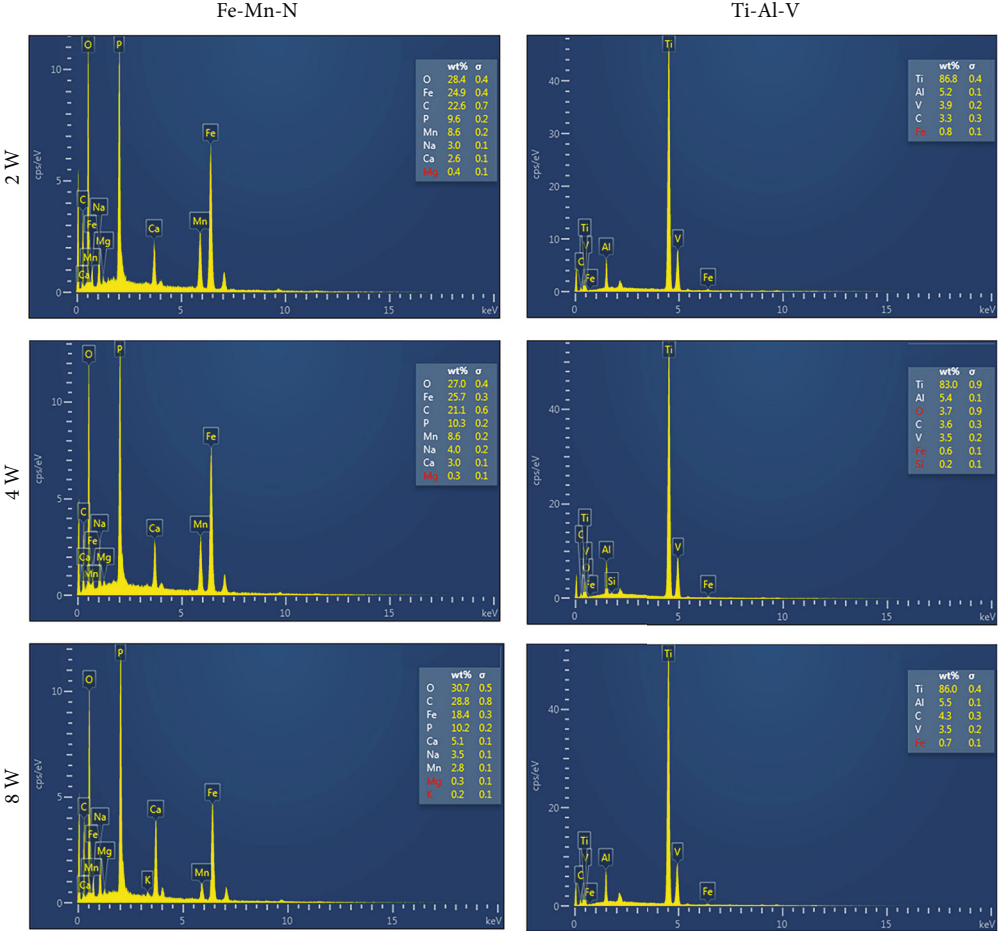 Fe-Mn-N
Ti-Al-V
2 W
cps/eV
10
5
0
O
P
C
Na
Fe
Mg
Mn
Ca
Ca
Mn
Fe
0
5
10
15
keV
wt% σ
O 28.4 0.4
Fe 24.9 0.4
C 22.6 0.7
P 9.6 0.2
Mn 8.6 0.2
Na 3.0 0.1
Ca 2.6 0.1
Mg 0.4 0.1
cps/eV
40
30
20
10
0
Ti
Ti
V
C
Fe
Al
V
Fe
0
5
10
15
keV
wt% σ
Ti 86.8 0.4
Al 5.2 0.1
V 3.9 0.2
C 3.3 0.3
Fe 0.8 0.1
4 W
cps/eV
10
5
0
O
P
C
Na
Fe
Ca
Mg
Mn
Ca
Mn
Fe
0
5
10
15
keV
wt% σ
O 27.0 0.4
Fe 25.7 0.3
C 21.1 0.6
P 10.3 0.2
Mn 8.6 0.2
Na 4.0 0.2
Ca 3.0 0.1
Mg 0.3 0.1
cps/eV
40
20
0
Ti
Ti
C
V
O
Fe
Al
Si
V
Fe
0
5
10
15
keV
wt% σ
Ti 83.0 0.9
Al 5.4 0.1
O 3.7 0.9
C 3.6 0.3
V 3.5 0.2
Fe 0.6 0.1
Si 0.2 0.1
8 W
cps/eV
10
5
0
O
P
C
Na
Fe
Mg
Mn
Ca
K
Ca
Mn
Fe
0
5
10
15
keV
wt% σ
O 30.7 0.5
C 28.8 0.8
Fe 18.4 0.3
P 10.2 0.2
Ca 5.1 0.1
Na 3.5 0.1
Mn 2.8 0.1
Mg 0.3 0.1
K 0.2 0.1
cps/eV
40
20
0
Ti
Ti
V
C
Fe
Al
V
Fe
0
5
10
15
keV
wt% σ
Ti 86.0 0.4
Al 5.5 0.1
C 4.3 0.3
V 3.5 0.2
Fe 0.7 0.1